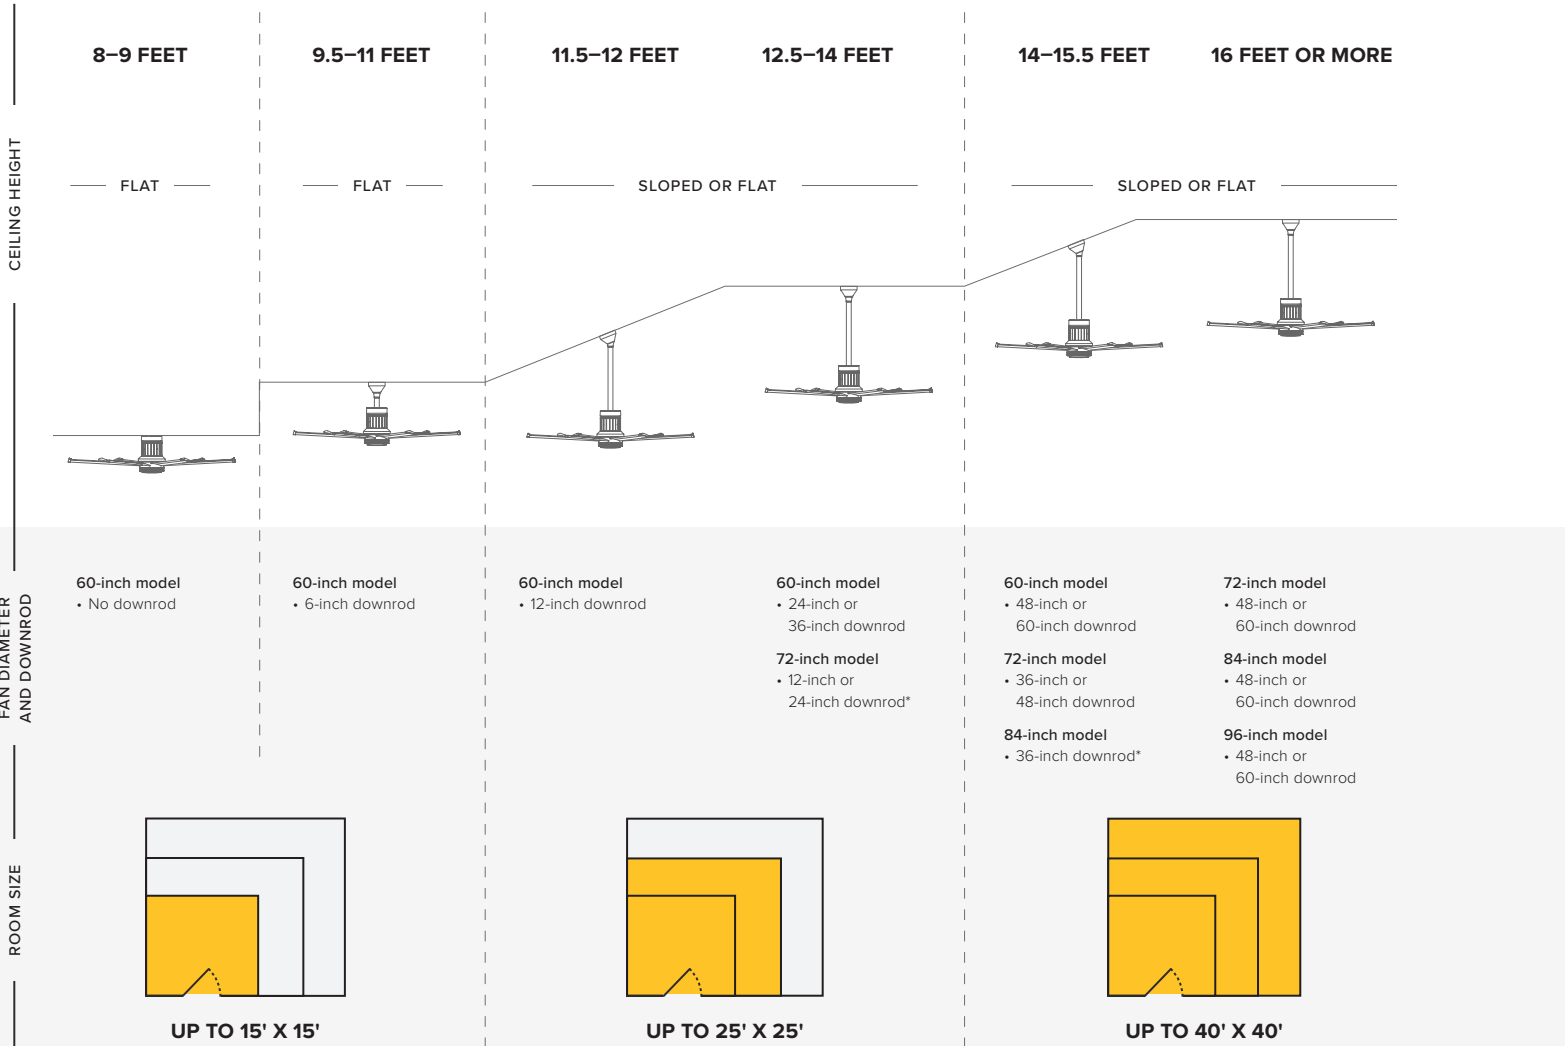 8–9 FEET
9.5–11 FEET
11.5–12 FEET
12.5–14 FEET
14–15.5 FEET
16 FEET OR MORE
CEILING HEIGHT
FLAT
FLAT
SLOPED OR FLAT
SLOPED OR FLAT
FAN DIAMETER
AND DOWNROD
60-inch model
• No downrod
60-inch model
• 6-inch downrod
60-inch model
• 12-inch downrod
60-inch model
• 24-inch or
36-inch downrod
72-inch model
• 12-inch or
24-inch downrod*
60-inch model
• 48-inch or
60-inch downrod
72-inch model
• 36-inch or
48-inch downrod
84-inch model
• 36-inch downrod*
72-inch model
• 48-inch or
60-inch downrod
84-inch model
• 48-inch or
60-inch downrod
96-inch model
• 48-inch or
60-inch downrod
ROOM SIZE
UP TO 15' X 15'
UP TO 25' X 25'
UP TO 40' X 40'